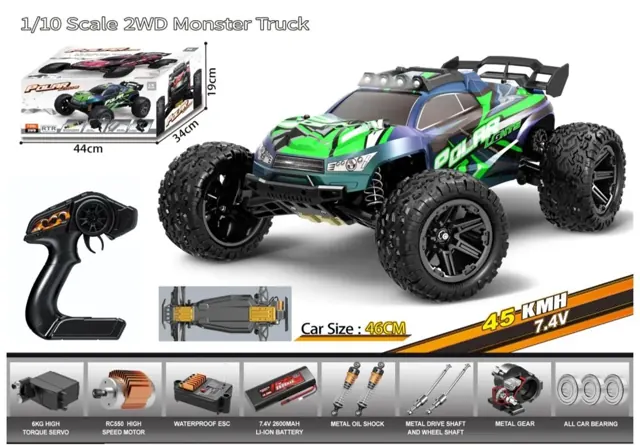 1/10 Scale 2WD Monster Truck
POLAR
RTR
44cm
34cm
19cm
POLAR
45 KMH
7.4V
Car Size : 46CM
6KG HIGH
TORQUE SERVO
RC550 HIGH
SPEED MOTOR
WATERPROOF ESC
7.4V 2600MAH
LI-ION BATTERY
METAL OIL SHOCK
METAL DRIVE SHAFT
AND WHEEL SHAFT
METAL GEAR
ALL CAR BEARING